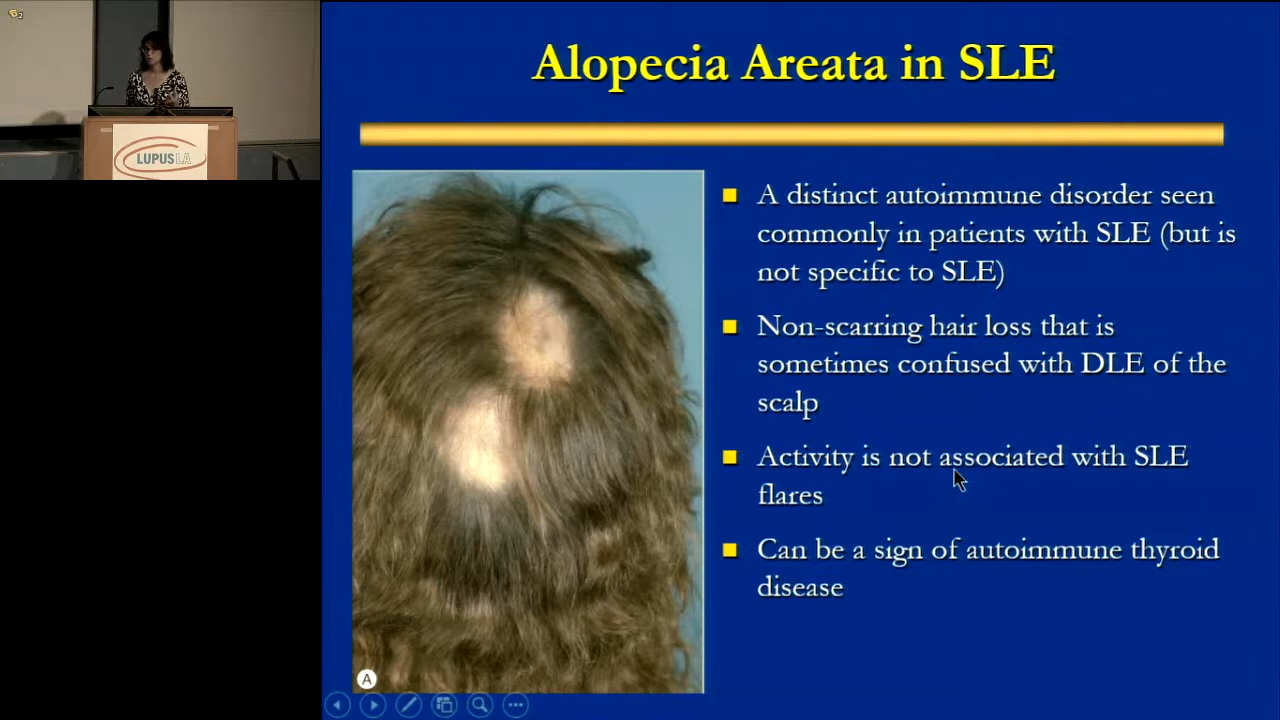 LUPUSLA
Alopecia Areata in SLE
A distinct autoimmune disorder seen
commonly in patients with SLE (but is
not specific to SLE)
Non-scarring hair loss that is
sometimes confused with DLE of the
scalp
Activity is not associated with SLE
flares
Can be a sign of autoimmune thyroid
disease
A